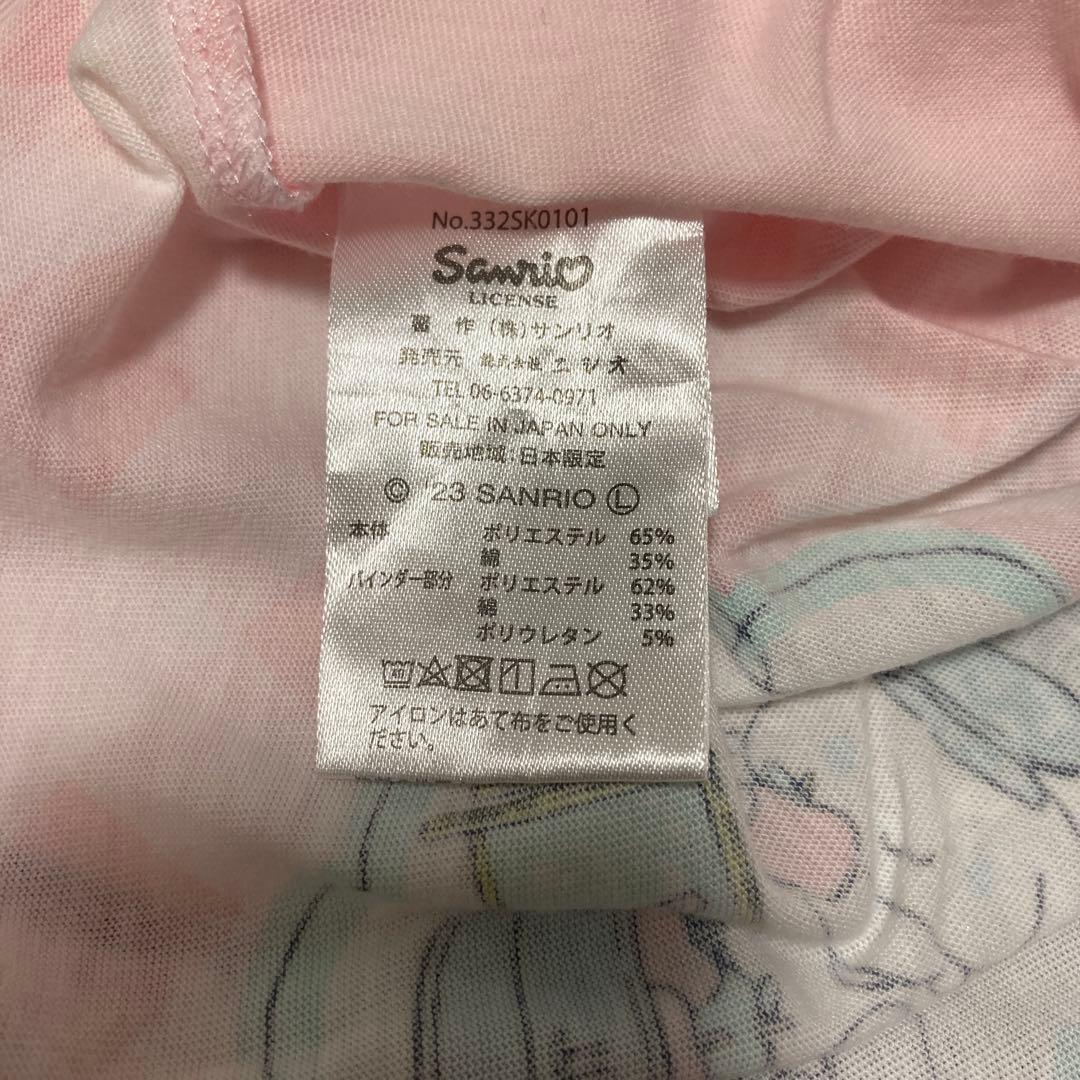 No.332SK0101
Sanrio
LICENSE
著 作 (株)サンリオ
発売元 株式会社 ニシオ
TEL 06-6374-0971
FOR SALE IN JAPAN ONLY
販売地域:日本限定
© '23 SANRIO Ⓛ
本体 ポリエステル 65%
綿 35%
バインダー部分 ポリエステル 62%
綿 33%
ポリウレタン 5%
アイロンはあて布をご使用く
ださい。